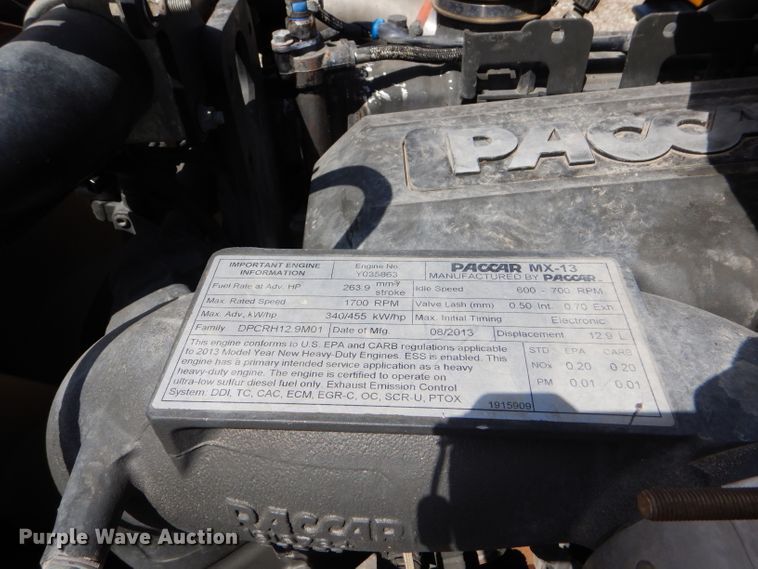 PACCA
IMPORTANT ENGINE INFORMATION
Engine No.
Y035863
PACCAR MX-13
MANUFACTURED BY PACCAR
Fuel Rate at Adv. HP 263.9 mm³/stroke
Idle Speed 600 - 700 RPM
Max. Rated Speed 1700 RPM
Valve Lash (mm) 0.50 Int. 0.70 Exh.
Max. Adv, kW/hp 340/455 kW/hp
Max. Initial Timing Electronic
Family DPCRH12.9M01
Date of Mfg. 08/2013
Displacement 12.9 L
This engine conforms to U.S. EPA and CARB regulations applicable
to 2013 Model Year New Heavy-Duty Engines. ESS is enabled. This
engine has a primary intended service application as a heavy
heavy-duty engine. The engine is certified to operate on
ultra-low sulfur diesel fuel only. Exhaust Emission Control
System, DDI, TC, CAC, ECM, EGR-C, OC, SCR-U, PTOX
STD EPA CARB
NOx 0.20 0.20
PM 0.01 0.01
1915909
PACCAR
Purple Wave Auction